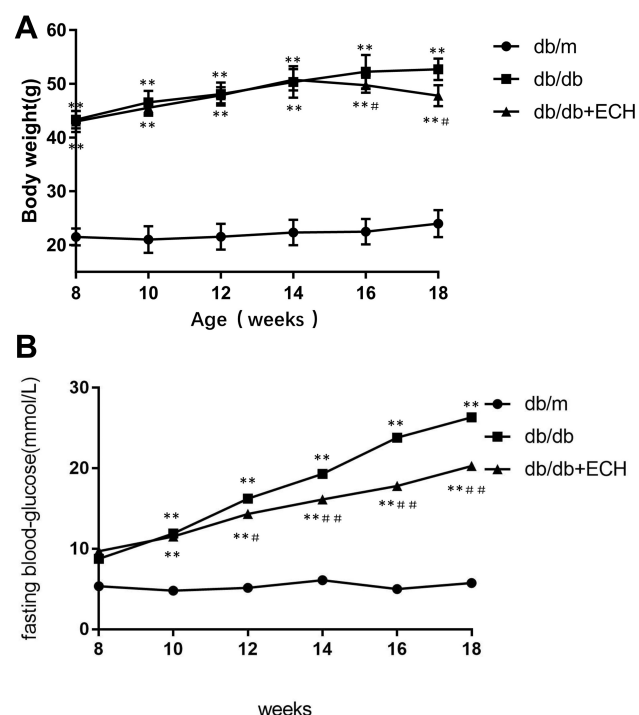 A
60
50
40
30
20
Body weight(g)
** ** ** ** ** **
** ** ** ** **# **#
8 10 12 14 16 18
Age ( weeks )
db/m
db/db
db/db+ECH
B
30
20
10
0
fasting blood-glucose(mmol/L)
** ** ** ** **
** **# **## **## **##
8 10 12 14 16 18
weeks
db/m
db/db
db/db+ECH